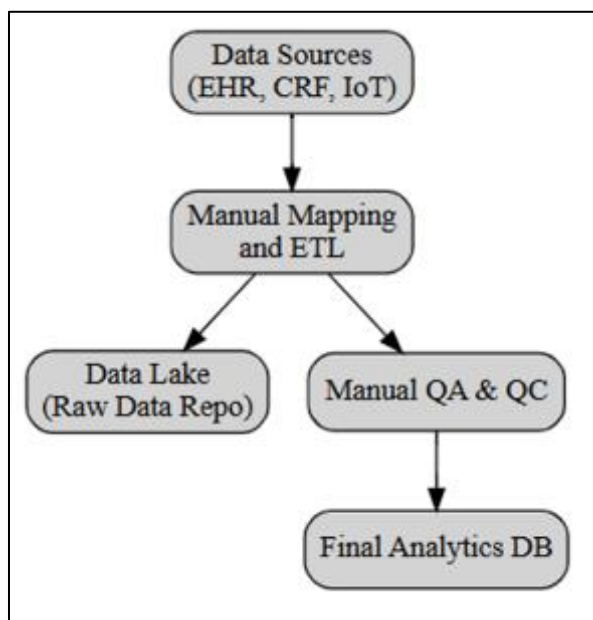 Data Sources
(EHR, CRF, IoT)
Manual Mapping
and ETL
Data Lake
(Raw Data Repo)
Manual QA & QC
Final Analytics DB